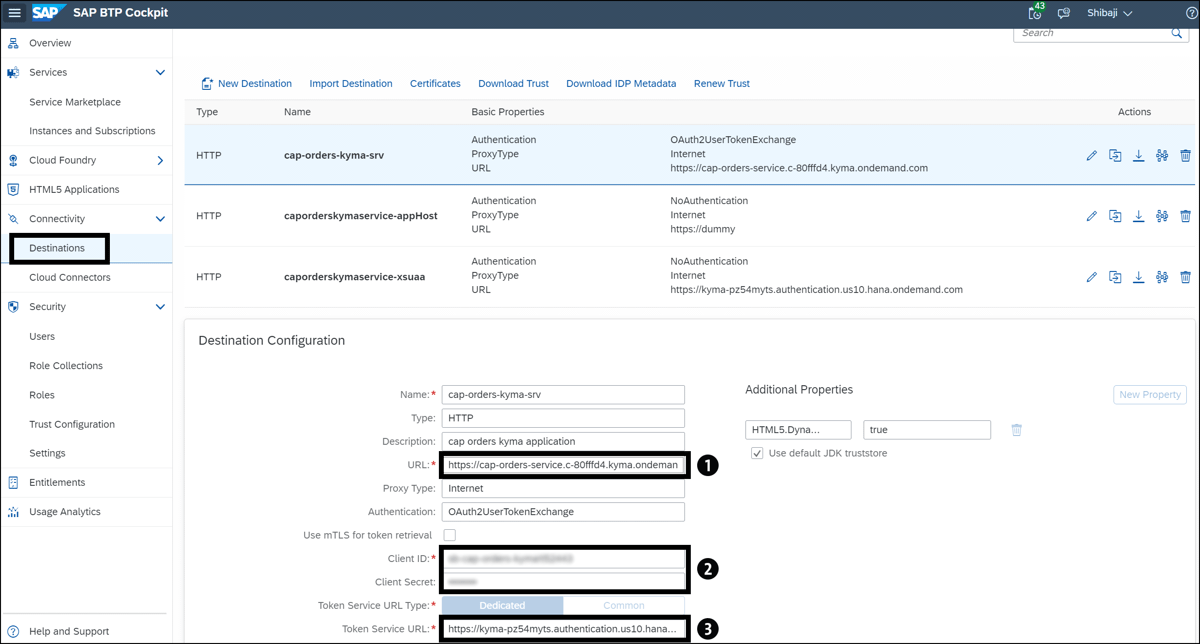 SAP SAP BTP Cockpit 43 Shibaji
Overview
Services
Service Marketplace
Instances and Subscriptions
Cloud Foundry
HTML5 Applications
Connectivity
Destinations
Cloud Connectors
Security
Users
Role Collections
Roles
Trust Configuration
Settings
Entitlements
Usage Analytics
Help and Support
Search
New Destination Import Destination Certificates Download Trust Download IDP Metadata Renew Trust
Type Name Basic Properties Actions
Authentication OAuth2UserTokenExchange
HTTP cap-orders-kyma-srv ProxyType Internet
URL https://cap-orders-service.c-80fffd4.kyma.ondemand.com
Authentication NoAuthentication
HTTP caporderskymaservice-appHost ProxyType Internet
URL https://dummy
Authentication NoAuthentication
HTTP caporderskymaservice-xsuaa ProxyType Internet
URL https://kyma-pz54myts.authentication.us10.hana.ondemand.com
Destination Configuration
Name:* cap-orders-kyma-srv
Type: HTTP
Description: cap orders kyma application
URL:* https://cap-orders-service.c-80fffd4.kyma.ondeman 1
Proxy Type: Internet
Authentication: OAuth2UserTokenExchange
Use mTLS for token retrieval
Client ID:* 2
Client Secret:
Token Service URL Type:* Dedicated Common
Token Service URL:* https://kyma-pz54myts.authentication.us10.hana... 3
Additional Properties New Property
HTML5.Dyna... true
Use default JDK truststore